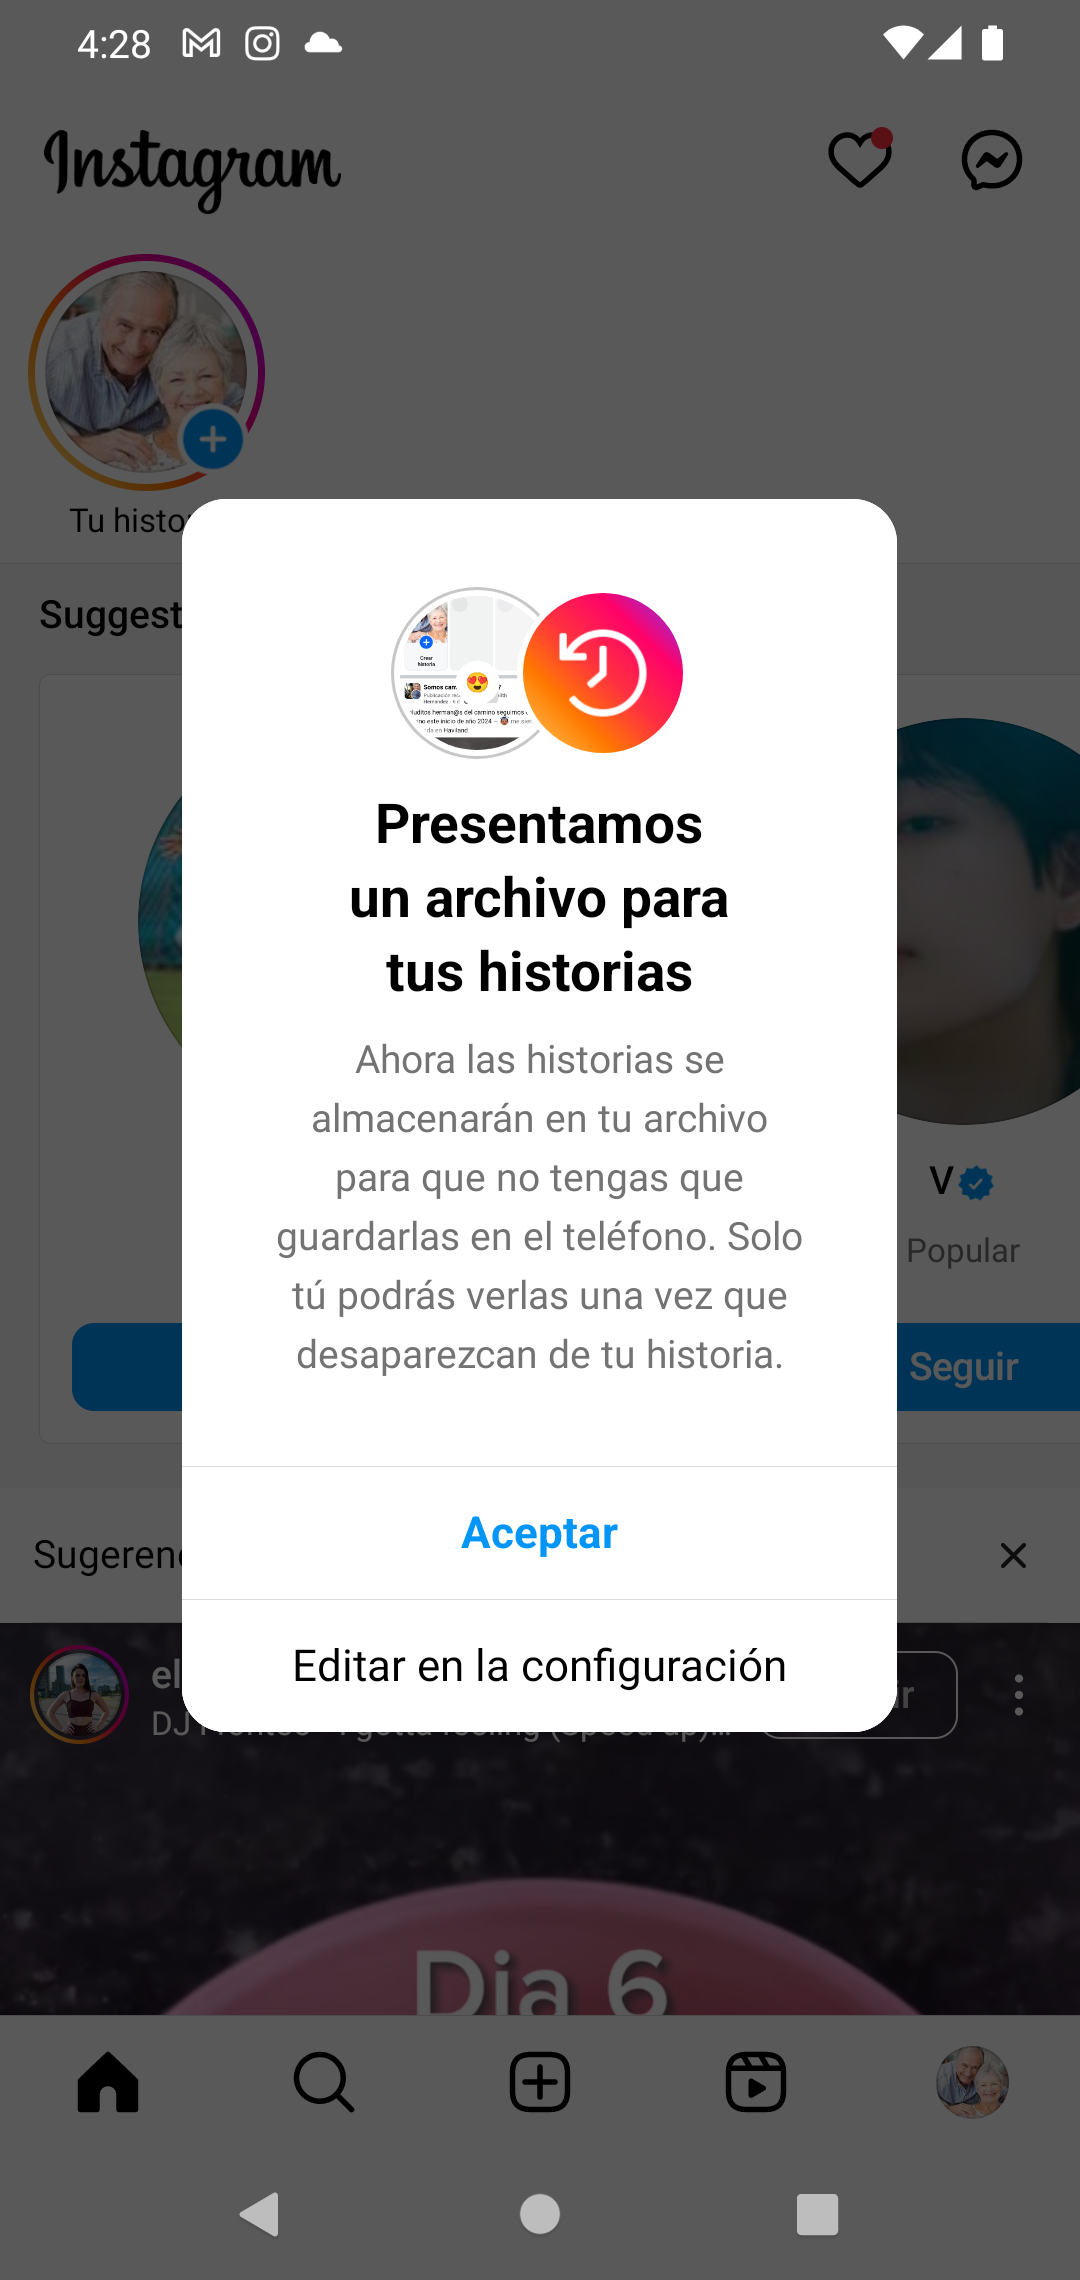 4:28
Instagram
Tu histo
Suggest
Crear
historia
Presentamos
un archivo para
tus historias
Ahora las historias se
almacenarán en tu archivo
para que no tengas que
guardarlas en el teléfono. Solo
tú podrás verlas una vez que
desaparezcan de tu historia.
V
Popular
Seguir
Aceptar
Sugeren
Editar en la configuración
el
DJ
Dia 6